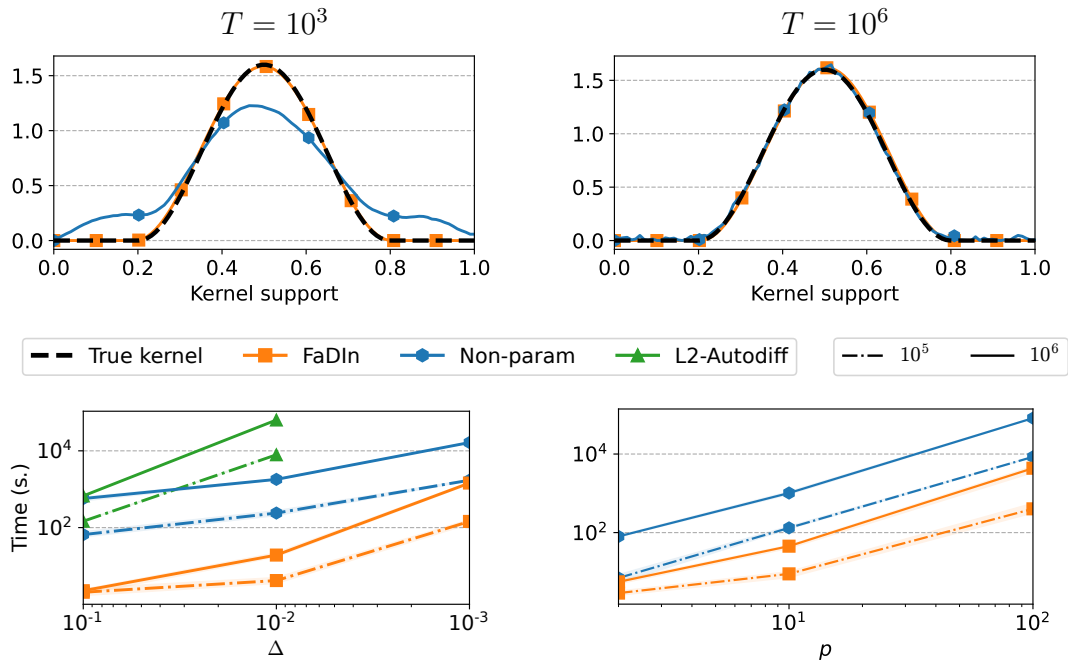 T = 10³
T = 10⁶
1.5
1.0
0.5
0.0
0.0 0.2 0.4 0.6 0.8 1.0
Kernel support
1.5
1.0
0.5
0.0
0.0 0.2 0.4 0.6 0.8 1.0
Kernel support
True kernel FaDIn Non-param L2-Autodiff
10⁵ 10⁶
Time (s.)
10⁴
10²
10⁻¹ 10⁻² 10⁻³
Δ
10⁴
10²
10¹ 10²
p